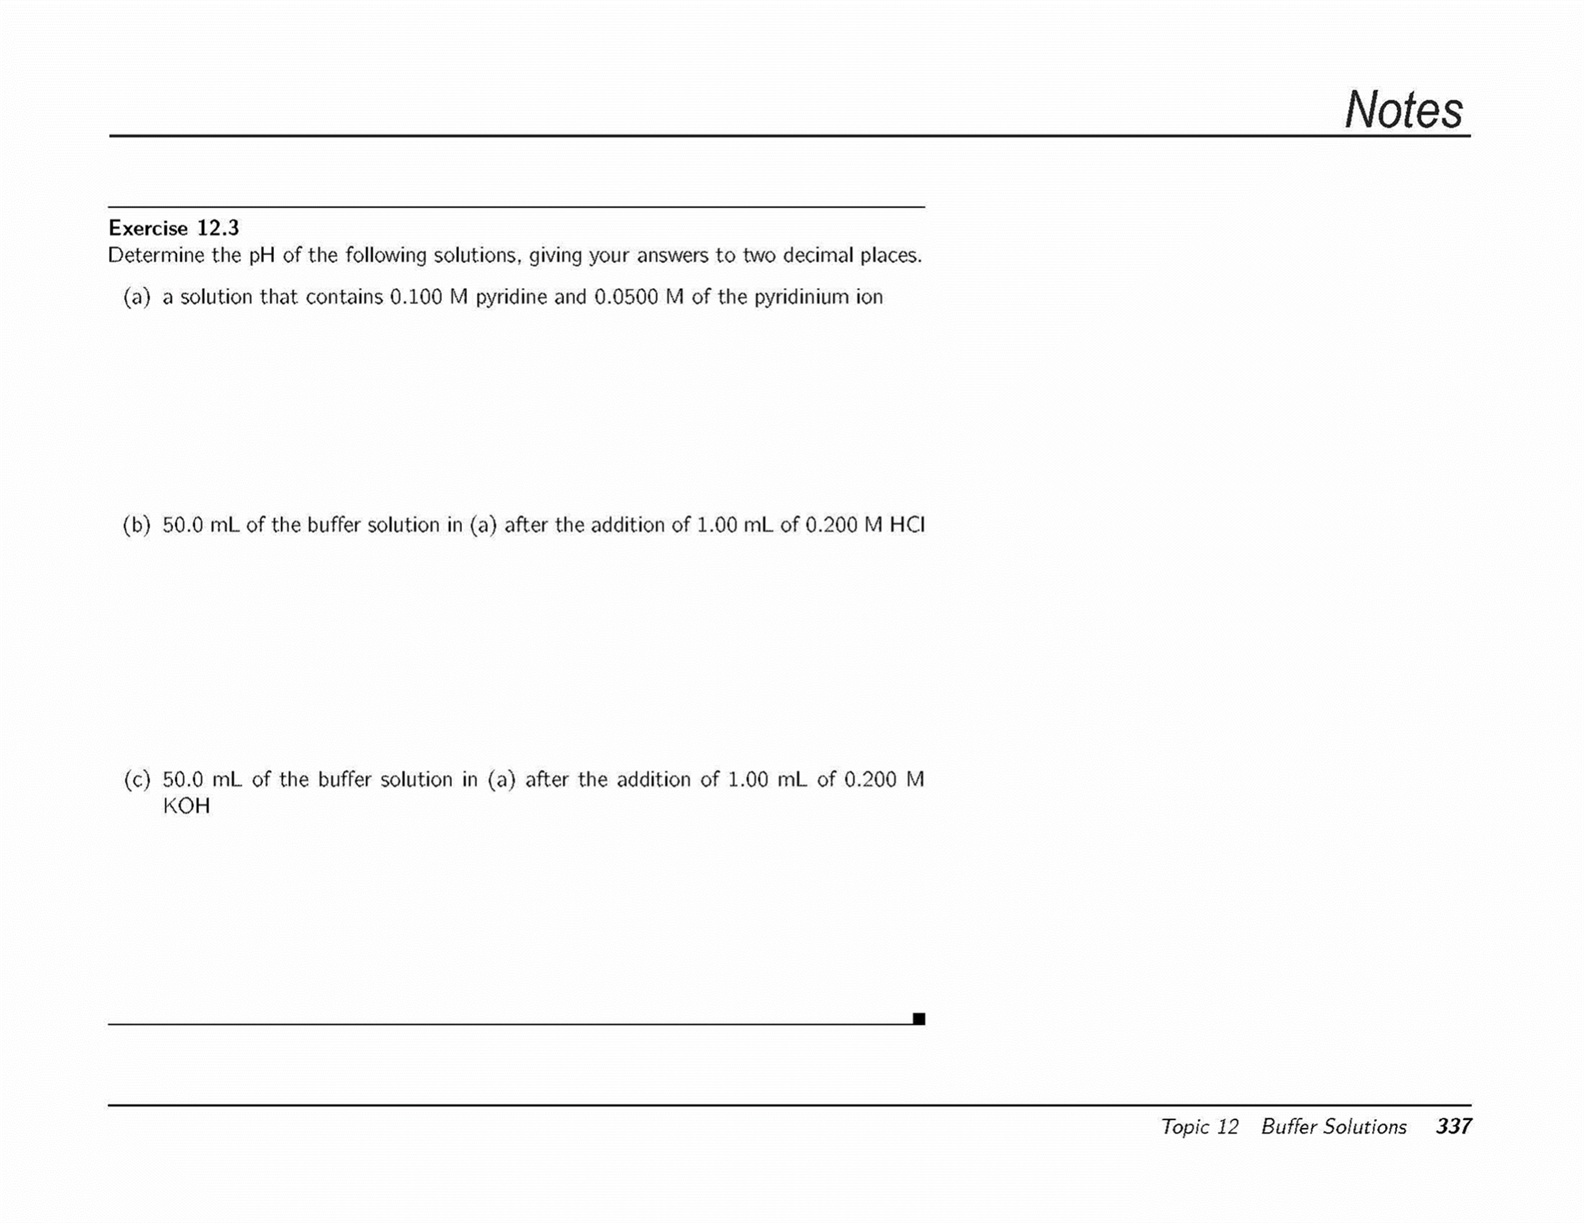 Notes
Exercise 12.3
Determine the pH of the following solutions, giving your answers to two decimal places.
(a) a solution that contains 0.100 M pyridine and 0.0500 M of the pyridinium ion
(b) 50.0 mL of the buffer solution in (a) after the addition of 1.00 mL of 0.200 M HCl
(c) 50.0 mL of the buffer solution in (a) after the addition of 1.00 mL of 0.200 M
KOH
Topic 12 Buffer Solutions 337